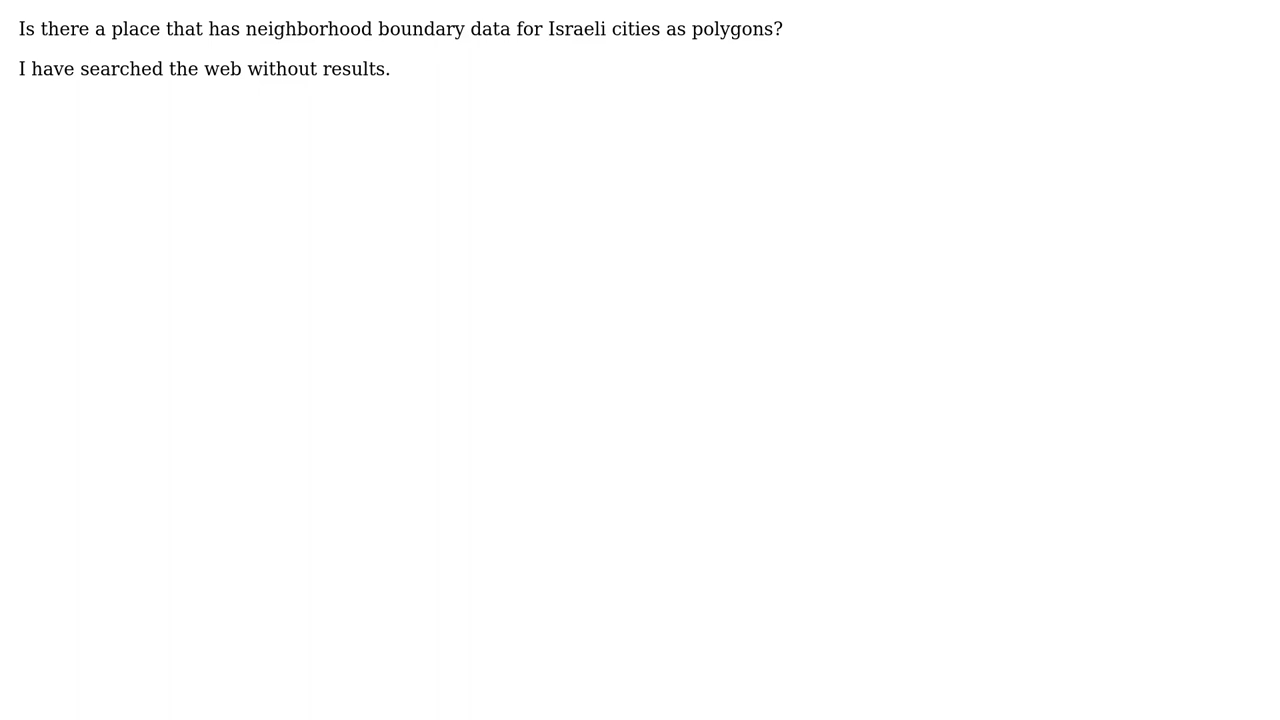 Is there a place that has neighborhood boundary data for Israeli cities as polygons?
I have searched the web without results.